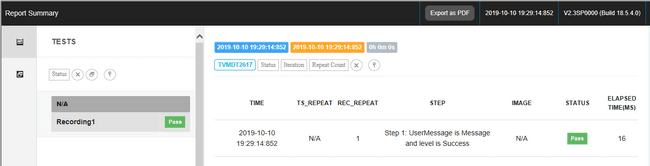 Report Summary
Export as PDF
2019-10-10 19:29:14:852
V2.3SP0000 (Build 18.5.4.0)
TESTS
Status
N/A
Recording1
Pass
2019-10-10 19:29:14:852
2019-10-10 19:29:14:852
0h 0m 0s
TVMDT2617
Status
Iteration
Repeat Count
TIME
TS_REPEAT
REC_REPEAT
STEP
IMAGE
STATUS
ELAPSED
TIME(MS)
2019-10-10
19:29:14:852
N/A
1
Step 1: UserMessage is Message
and level is Success
N/A
Pass
16